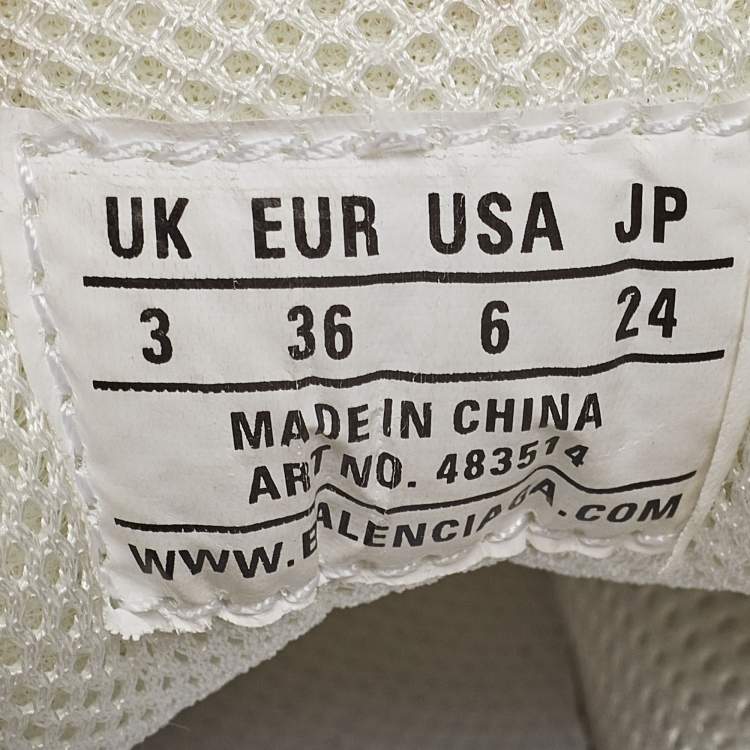 UK EUR USA JP
3 36 6 24
MADE IN CHINA
ART NO. 483514
WWW.BALENCIAGA.COM